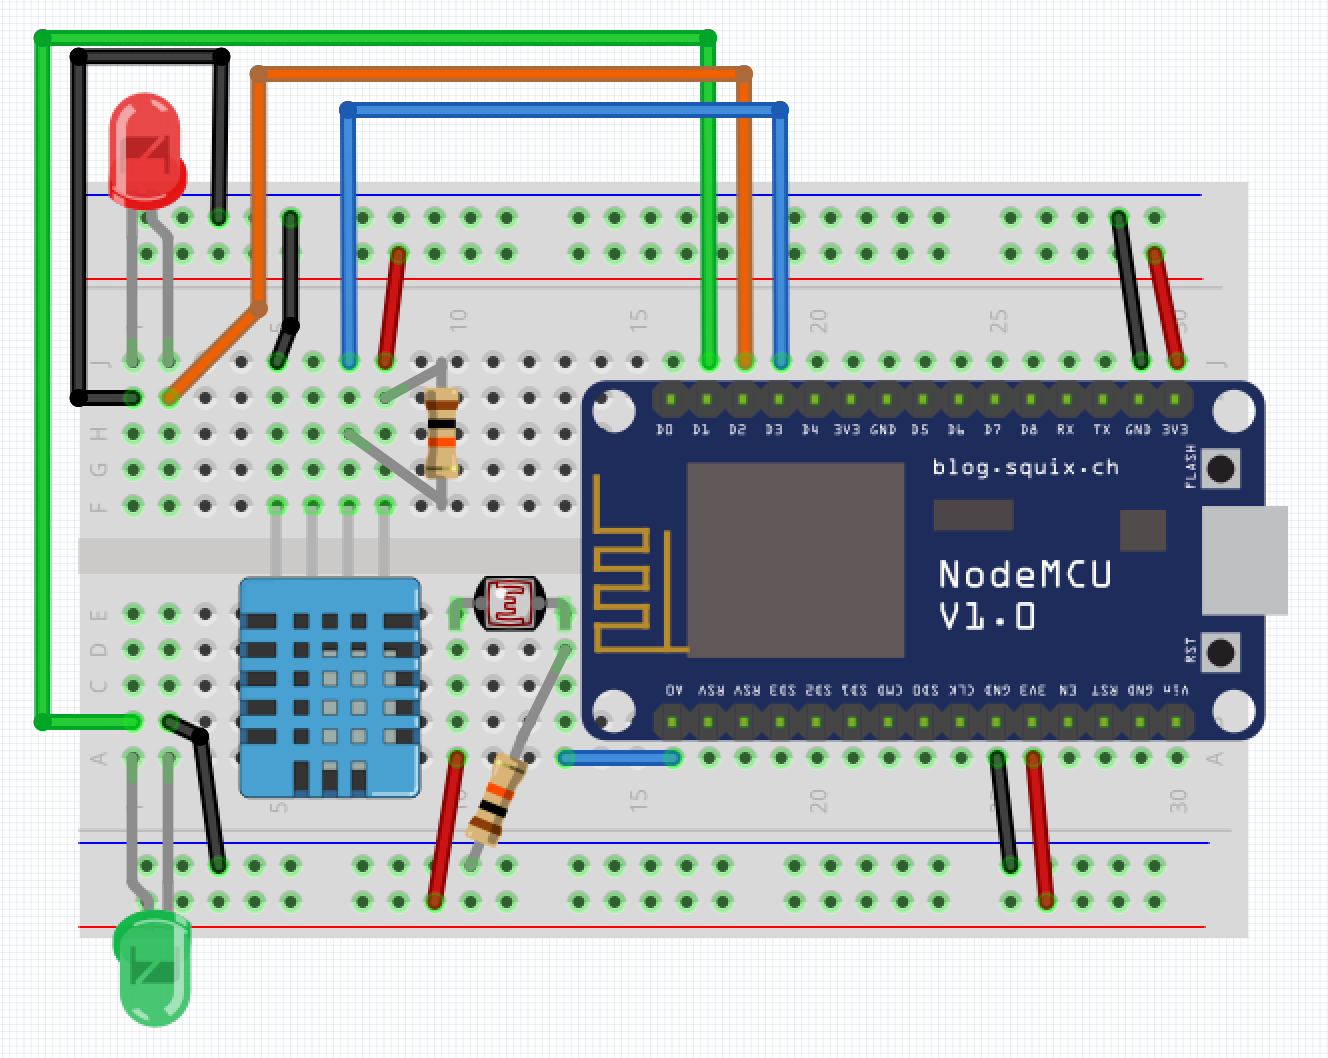 5 10 15 20 25 30
J J
D0 D1 D2 D3 D4 3V3 GND D5 D6 D7 D8 RX TX GND 3V3
H
G
F
FLASH
blog.squix.ch
NodeMCU
V1.0
E
D
C
RST
A0 RSV RSV SD3 SD2 SD1 CMD SD0 CLK GND 3V3 EN RST GND Vin
A A
1 5 10 15 20 30